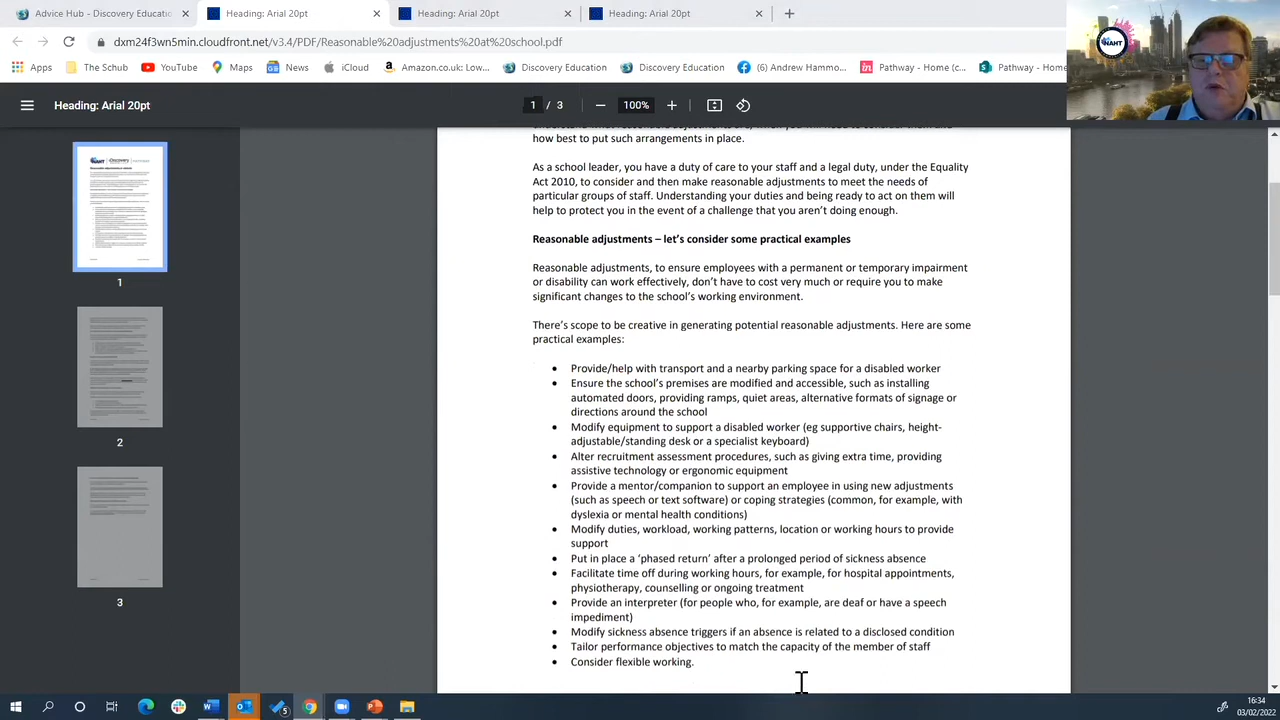 Advice Hub - Discovery Educatio
Heading: Arial 20pt
Heading: Arial 20pt
Heading: Arial 20pt
dxm24f3wn5min.cloudfront.net/v3.4/PDF/Reasonable%20adjustments%20at%20school.pdf
Apps
The Schub
YouTube
Maps
News
iCloud
Amazon.co.uk: Low...
Discovery Education
Discovery Education
(6) Andrew Hammo...
Pathway - Home (c...
Pathway - Home
NAHT
Heading: Arial 20pt
1 / 3
100%
how best to put such arrangements in place.
As a school leader, you have a duty of care to your staff and a legal duty, under the Equality
Act 2010, to consider and then make reasonable adjustments to meet the needs of
particular groups of staff. Understanding your duties and being ready to act on them will
help to protect you in the event of a challenge that you aren't doing enough.
Reasonable adjustments – let's consider some practical examples
Reasonable adjustments, to ensure employees with a permanent or temporary impairment
or disability can work effectively, don't have to cost very much or require you to make
significant changes to the school's working environment.
There's scope to be creative in generating potential reasonable adjustments. Here are some
practical examples:
• Provide/help with transport and a nearby parking space for a disabled worker
• Ensure the school's premises are modified and accessible, such as installing
automated doors, providing ramps, quiet areas, alternative formats of signage or
directions around the school
• Modify equipment to support a disabled worker (eg supportive chairs, height-
adjustable/standing desk or a specialist keyboard)
• Alter recruitment assessment procedures, such as giving extra time, providing
assistive technology or ergonomic equipment
• Provide a mentor/companion to support an employee in using new adjustments
(such as speech or text software) or coping strategies (common, for example, with
dyslexia or mental health conditions)
• Modify duties, workload, working patterns, location or working hours to provide
support
• Put in place a 'phased return' after a prolonged period of sickness absence
• Facilitate time off during working hours, for example, for hospital appointments,
physiotherapy, counselling or ongoing treatment
• Provide an interpreter (for people who, for example, are deaf or have a speech
impediment)
• Modify sickness absence triggers if an absence is related to a disclosed condition
• Tailor performance objectives to match the capacity of the member of staff
• Consider flexible working.
1
2
3
16:34
03/02/2022